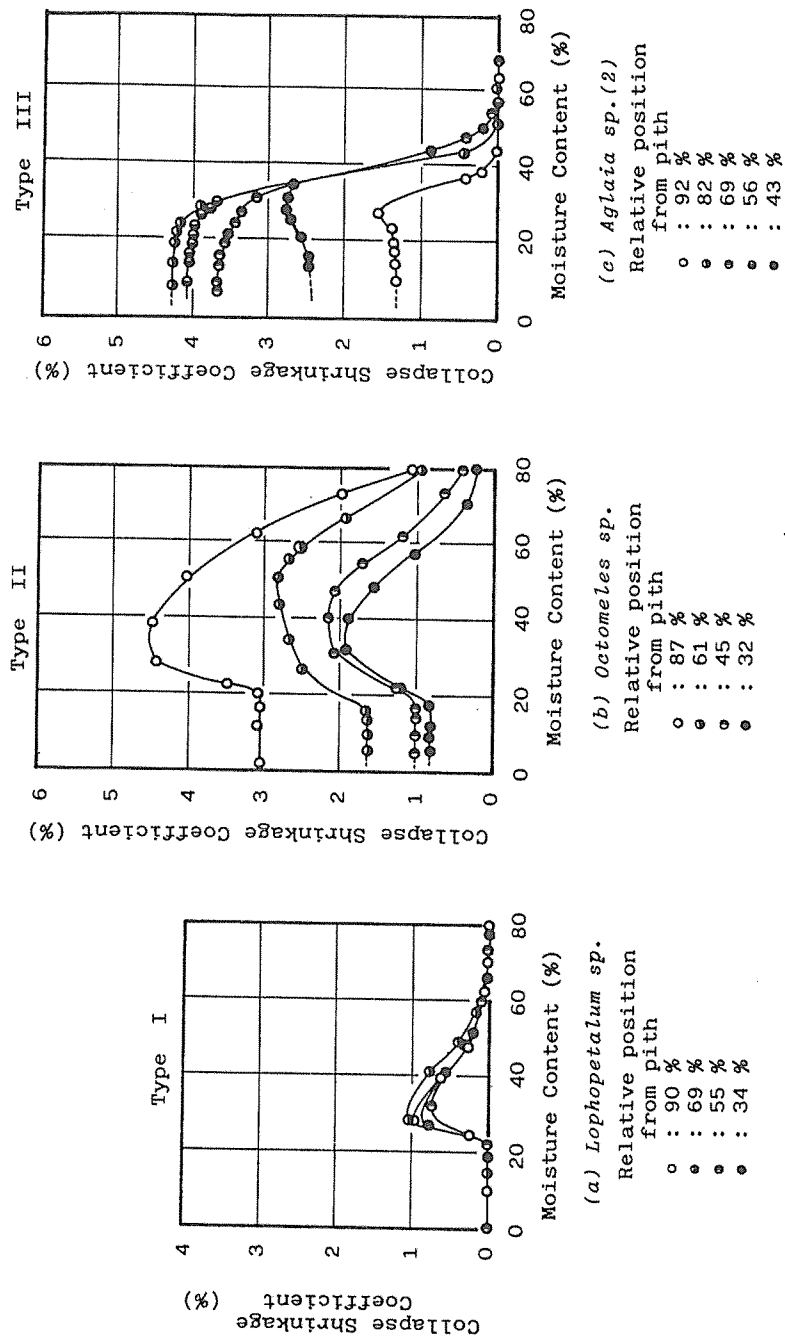 Type I
Collapse Shrinkage
Coefficient (%)
4
3
2
1
0
0 20 40 60 80
Moisture Content (%)
(a) Lophopetalum sp.
Relative position
from pith
: 90 %
: 69 %
: 55 %
: 34 %
Type II
Collapse Shrinkage Coefficient (%)
6
5
4
3
2
1
0
0 20 40 60 80
Moisture Content (%)
(b) Octomeles sp.
Relative position
from pith
: 87 %
: 61 %
: 45 %
: 32 %
Type III
Collapse Shrinkage Coefficient (%)
6
5
4
3
2
1
0
0 20 40 60 80
Moisture Content (%)
(c) Aglaia sp.(2)
Relative position
from pith
: 92 %
: 82 %
: 69 %
: 56 %
: 43 %